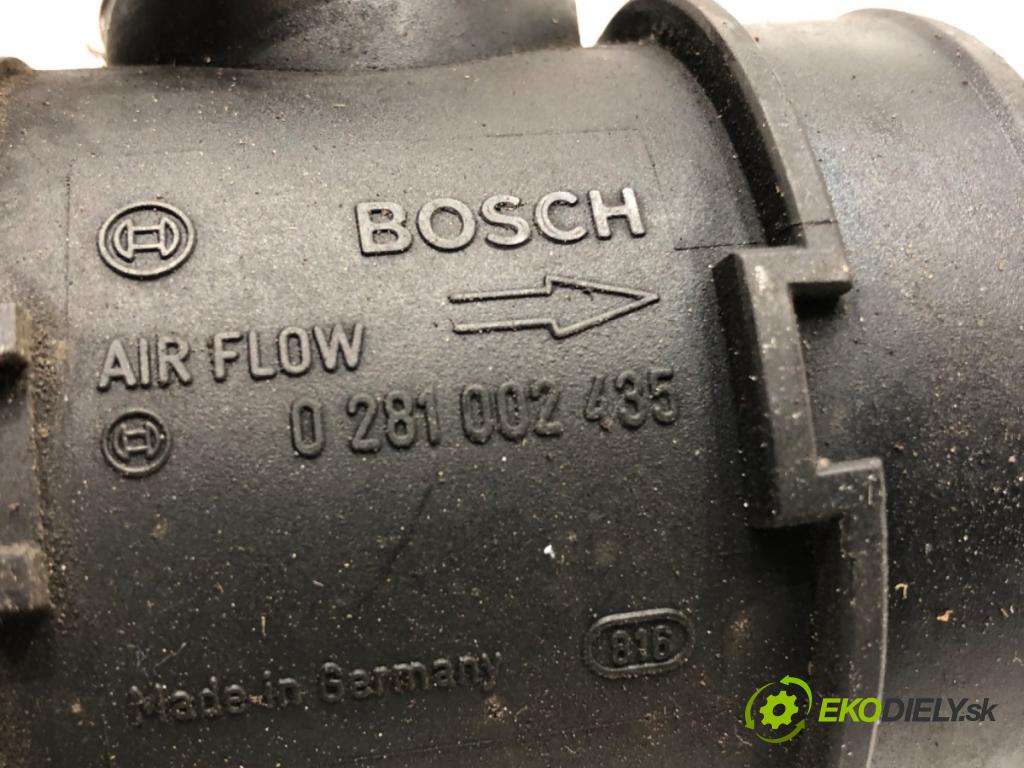 BOSCH
AIR FLOW
0 281 002 435
816
Made in Germany
EKODIELY.sk